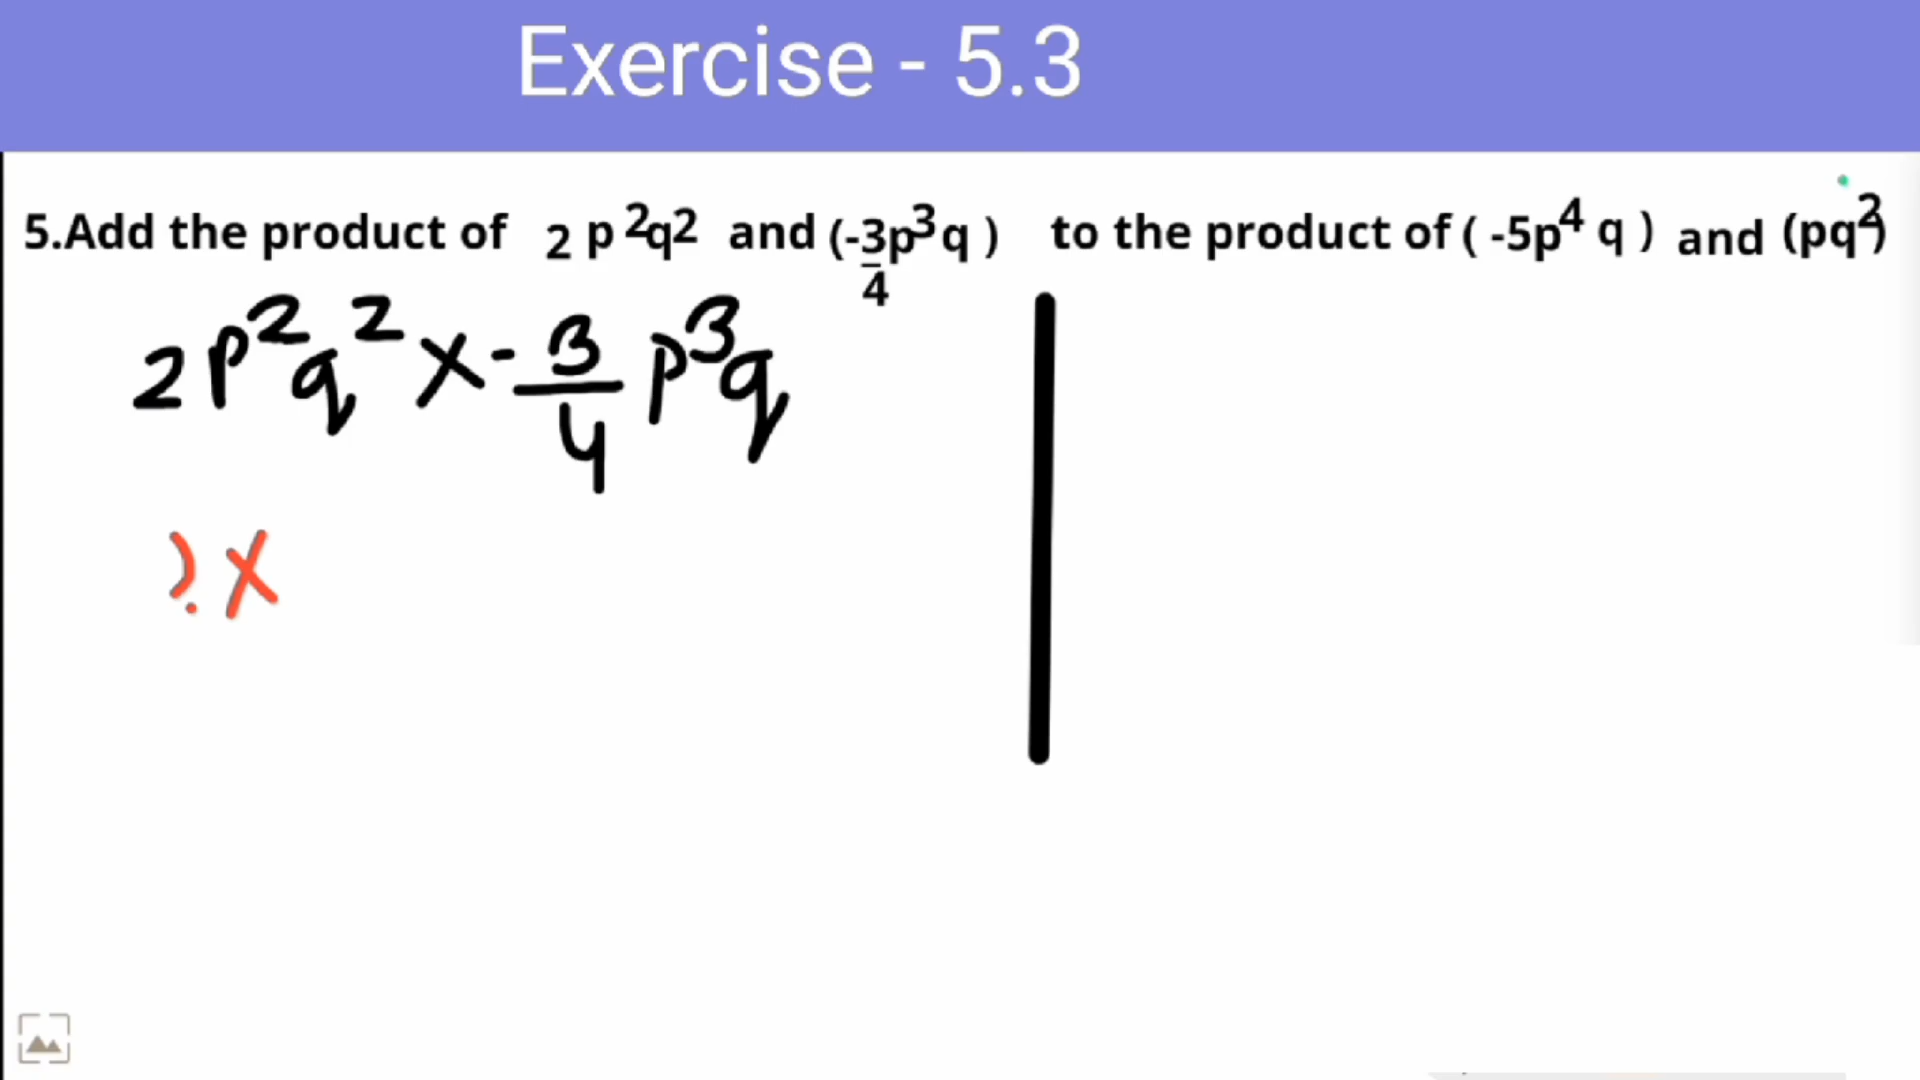 Exercise - 5.3
5.Add the product of 2 p²q2 and (-3/4p³q ) to the product of ( -5p⁴ q ) and (pq²)
2p²q² x - 3/4 p³q
x